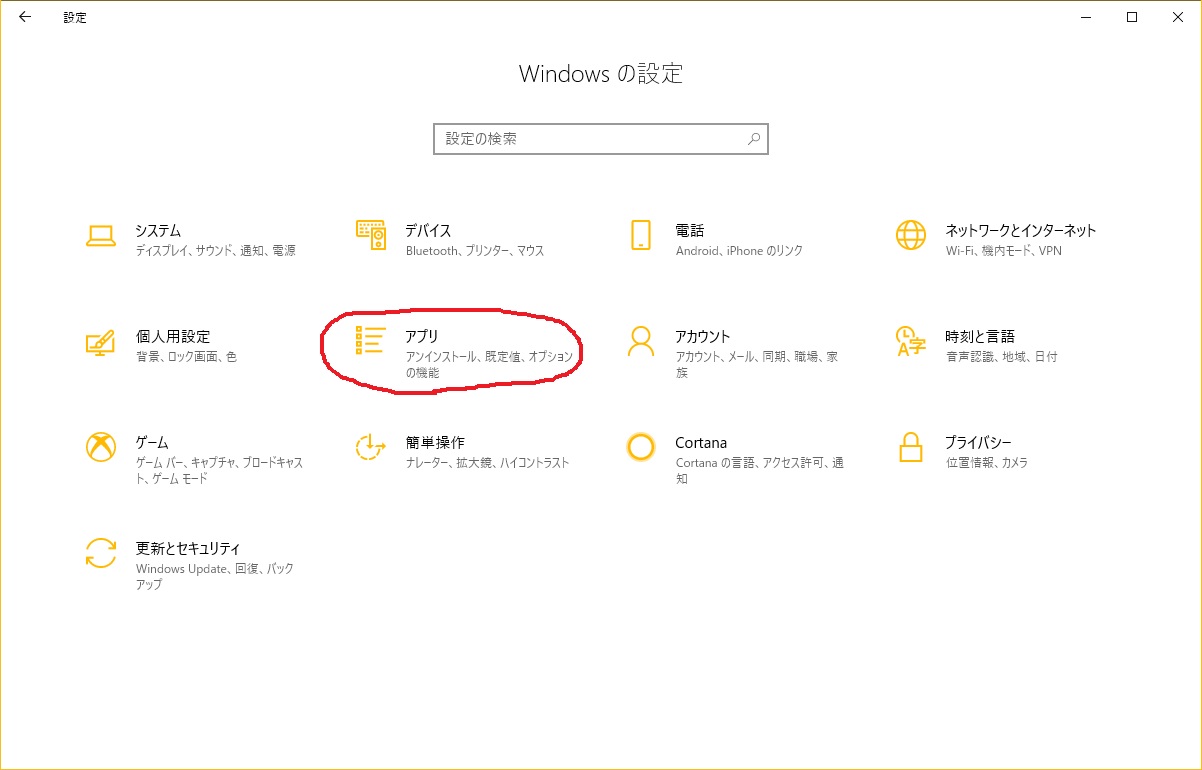 設定
Windows の設定
設定の検索
システム
ディスプレイ、サウンド、通知、電源
デバイス
Bluetooth、プリンター、マウス
電話
Android、iPhone のリンク
ネットワークとインターネット
Wi-Fi、機内モード、VPN
個人用設定
背景、ロック画面、色
アプリ
アンインストール、既定値、オプション
の機能
アカウント
アカウント、メール、同期、職場、家
族
時刻と言語
音声認識、地域、日付
ゲーム
ゲーム バー、キャプチャ、ブロードキャス
ト、ゲーム モード
簡単操作
ナレーター、拡大鏡、ハイコントラスト
Cortana
Cortana の言語、アクセス許可、通
知
プライバシー
位置情報、カメラ
更新とセキュリティ
Windows Update、回復、バック
アップ